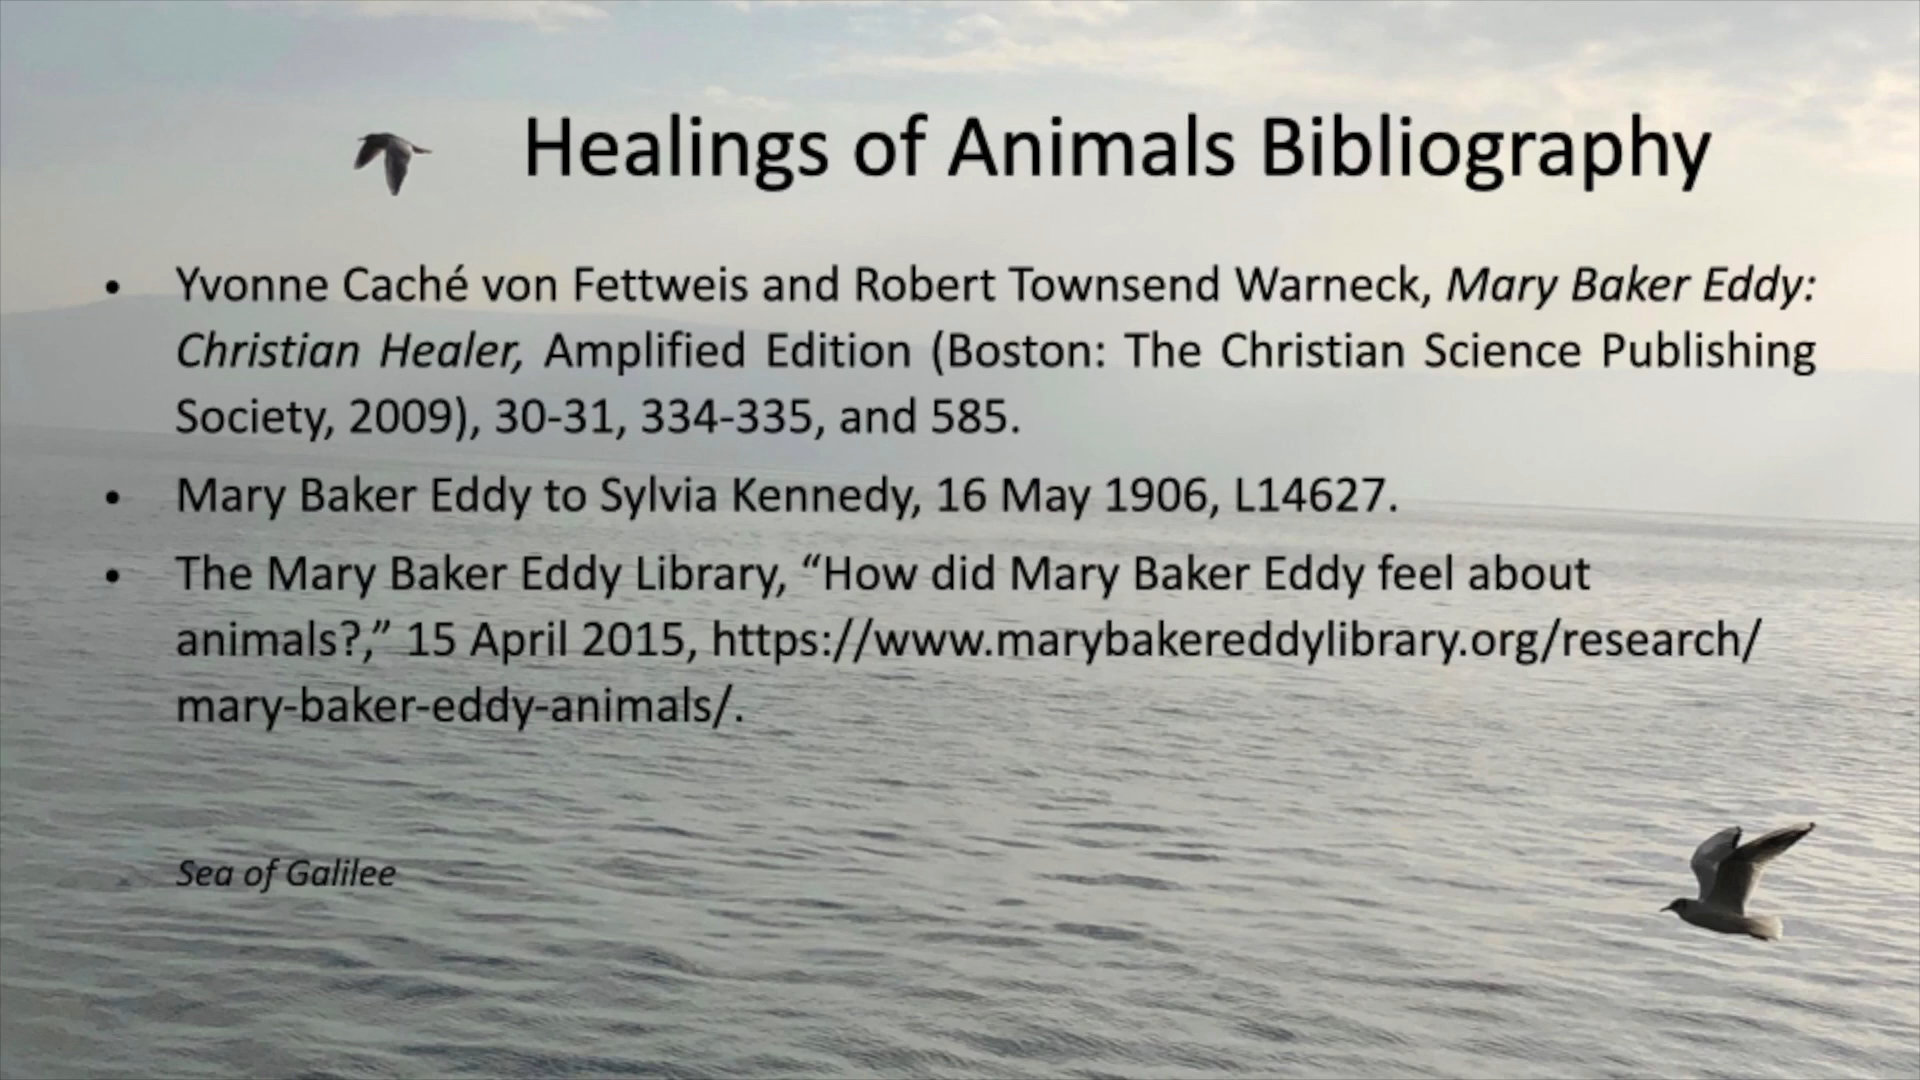 Healings of Animals Bibliography
• Yvonne Caché von Fettweis and Robert Townsend Warneck, Mary Baker Eddy:
Christian Healer, Amplified Edition (Boston: The Christian Science Publishing
Society, 2009), 30-31, 334-335, and 585.
• Mary Baker Eddy to Sylvia Kennedy, 16 May 1906, L14627.
• The Mary Baker Eddy Library, “How did Mary Baker Eddy feel about
animals?,” 15 April 2015, https://www.marybakereddylibrary.org/research/
mary-baker-eddy-animals/.
Sea of Galilee